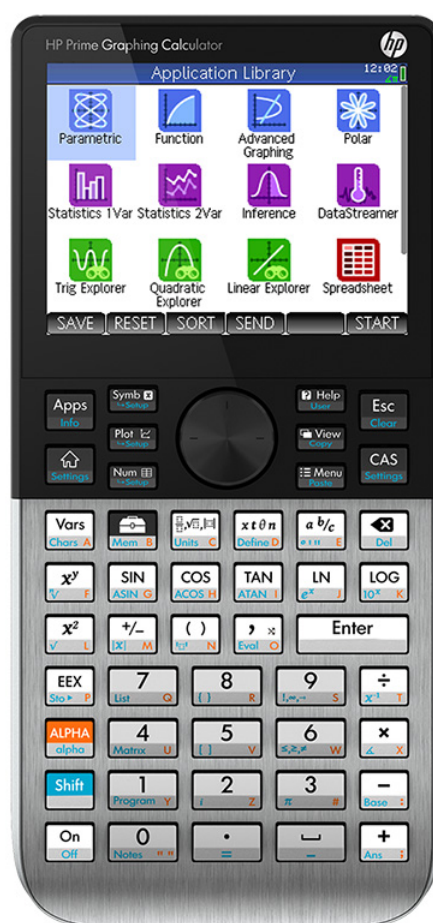 HP Prime Graphing Calculator
hp
Application Library 12:02
Parametric Function Advanced Graphing Polar
Statistics 1Var Statistics 2Var Inference DataStreamer
Trig Explorer Quadratic Explorer Linear Explorer Spreadsheet
SAVE RESET SORT SEND START
Apps Info Symb Setup Help User Esc Clear
Plot Setup View Copy
Settings Num Setup Menu Paste CAS Settings
Vars Chars A Mem B Units C x t θ n Define D a b/c E Del
xʸ F SIN ASIN G COS ACOS H TAN ATAN I LN eˣ J LOG 10ˣ K
x² √ L +/- |x| M ( ) N , Eval O Enter
EEX Sto ▸ P 7 List Q 8 { } R 9 !,∞,→ S ÷ x⁻¹ T
ALPHA alpha 4 Matrix U 5 [ ] V 6 ≤,≥,≠ W × ∡ X
Shift 1 Program Y 2 i Z 3 π # − Base :
On Off 0 Notes " " . = _ + Ans ;